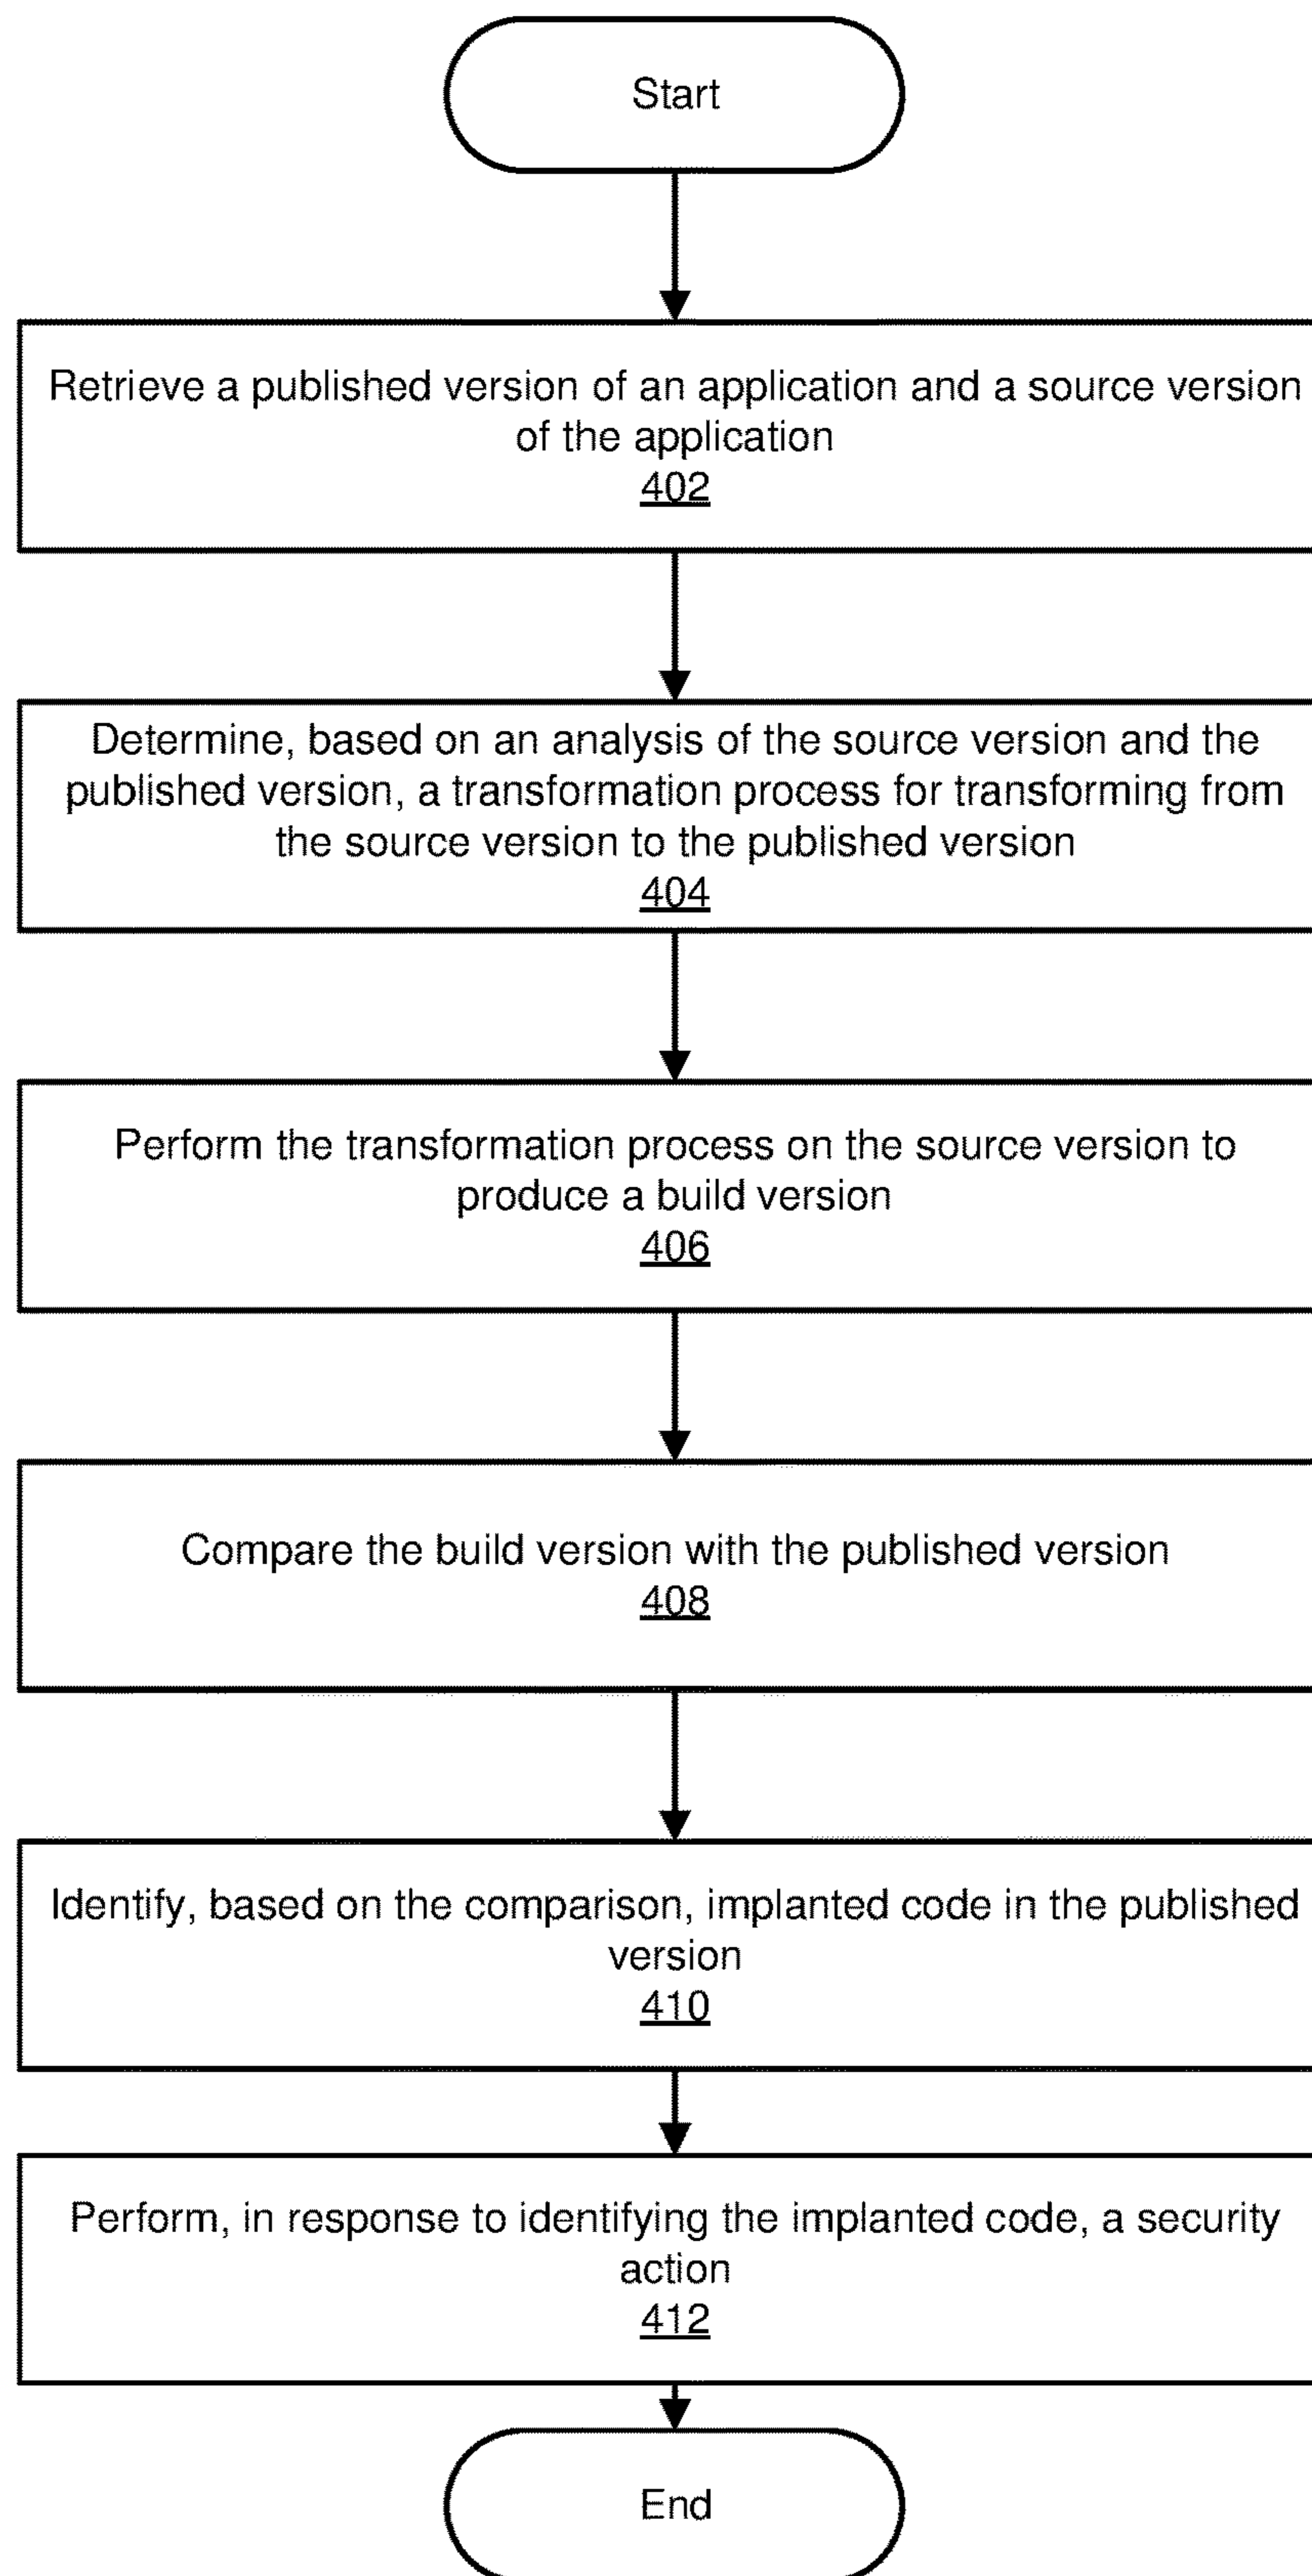 Start
Retrieve a published version of an application and a source version
of the application
402
Determine, based on an analysis of the source version and the
published version, a transformation process for transforming from
the source version to the published version
404
Perform the transformation process on the source version to
produce a build version
406
Compare the build version with the published version
408
Identify, based on the comparison, implanted code in the published
version
410
Perform, in response to identifying the implanted code, a security
action
412
End